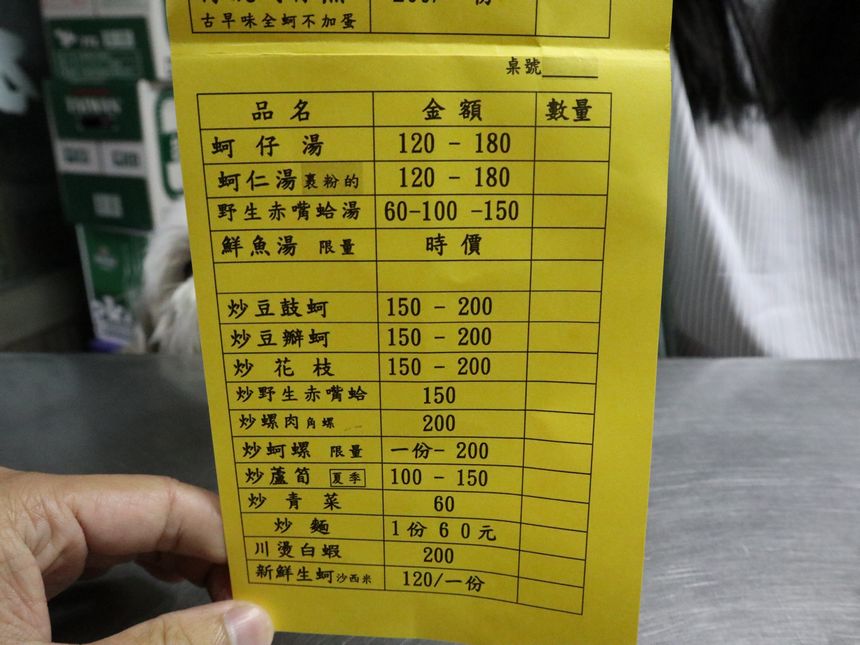 古早味全蚵不加蛋
桌號
品名 金額 數量
蚵仔湯 120 - 180
蚵仁湯裹粉的 120 - 180
野生赤嘴蛤湯 60-100 -150
鮮魚湯 限量 時價
炒豆鼓蚵 150 - 200
炒豆瓣蚵 150 - 200
炒花枝 150 - 200
炒野生赤嘴蛤 150
炒螺肉角螺 200
炒蚵螺 限量 一份- 200
炒蘆筍 夏季 100 - 150
炒青菜 60
炒麵 1份60元
川燙白蝦 200
新鮮生蚵沙西米 120/一份